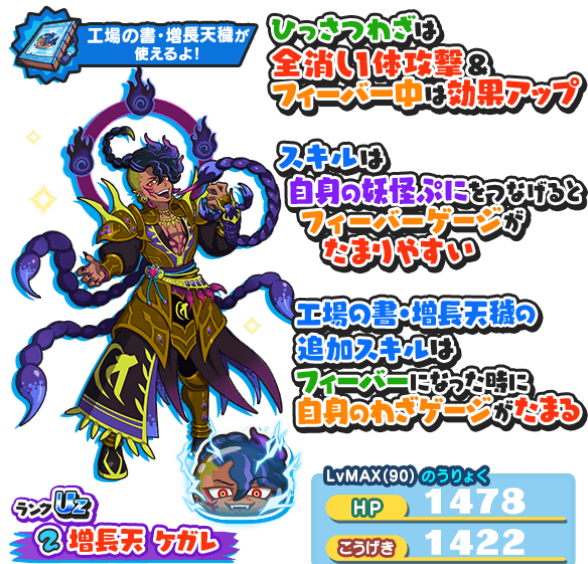 工場の書・増長天穢が
使えるよ!
ひっさつわざは
全消し1体攻撃&
フィーバー中は効果アップ
スキルは
自身の妖怪ぷにをつなげると
フィーバーゲージが
たまりやすい
工場の書・増長天穢の
追加スキルは
フィーバーになった時に
自身のわざゲージがたまる
ランクUZ
増長天 ケガレ
LvMAX(90) のうりょく
HP 1478
こうげき 1422